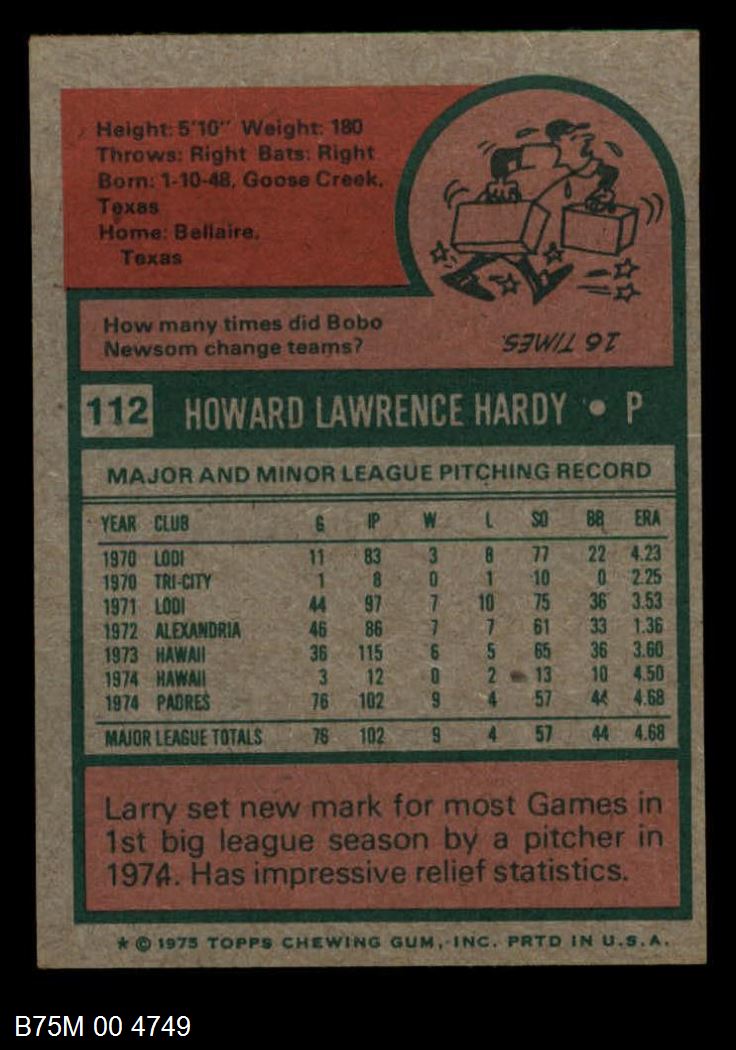 Height: 5'10" Weight: 180
Throws: Right Bats: Right
Born: 1-10-48, Goose Creek,
Texas
Home: Bellaire,
Texas
How many times did Bobo
Newsom change teams?
16 TIMES.
112 HOWARD LAWRENCE HARDY • P
MAJOR AND MINOR LEAGUE PITCHING RECORD
YEAR CLUB G IP W L SO BB ERA
1970 LODI 11 83 3 8 77 22 4.23
1970 TRI-CITY 1 8 0 1 10 0 2.25
1971 LODI 44 97 7 10 75 36 3.53
1972 ALEXANDRIA 46 86 7 7 61 33 1.36
1973 HAWAII 36 115 6 5 65 36 3.60
1974 HAWAII 3 12 0 2 13 10 4.50
1974 PADRES 76 102 9 4 57 44 4.68
MAJOR LEAGUE TOTALS 76 102 9 4 57 44 4.68
Larry set new mark for most Games in
1st big league season by a pitcher in
1974. Has impressive relief statistics.
* © 1975 TOPPS CHEWING GUM, INC. PRTD IN U.S.A.
B75M 00 4749